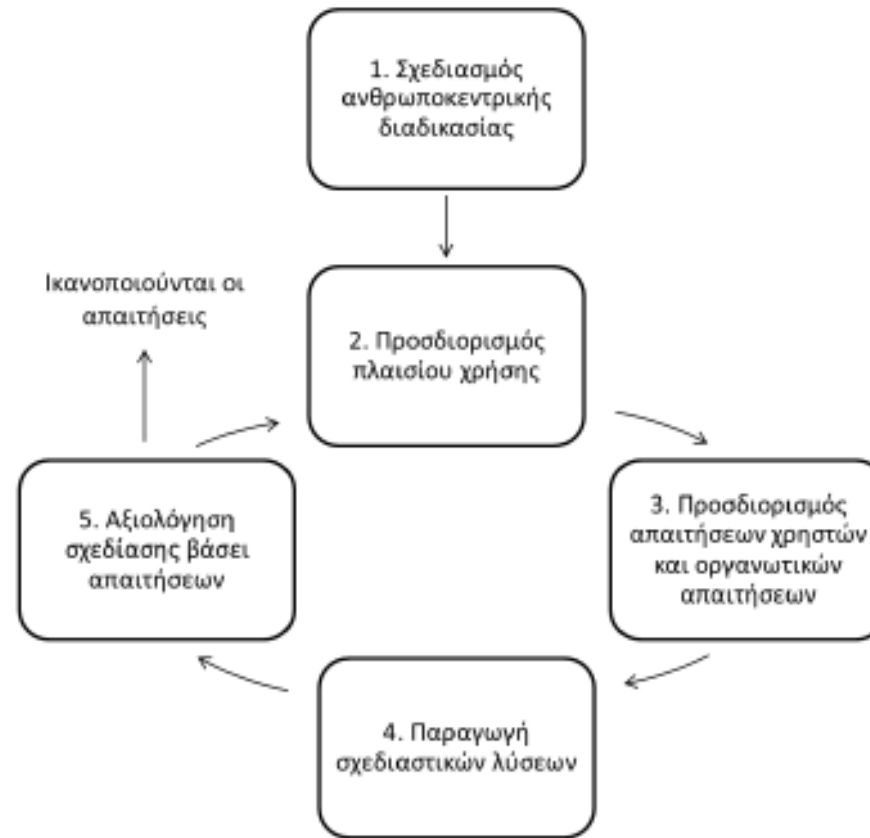 1. Σχεδιασμός
ανθρωποκεντρικής
διαδικασίας
Ικανοποιούνται οι
απαιτήσεις
2. Προσδιορισμός
πλαισίου χρήσης
3. Προσδιορισμός
απαιτήσεων χρηστών
και οργανωτικών
απαιτήσεων
4. Παραγωγή
σχεδιαστικών λύσεων
5. Αξιολόγηση
σχεδίασης βάσει
απαιτήσεων